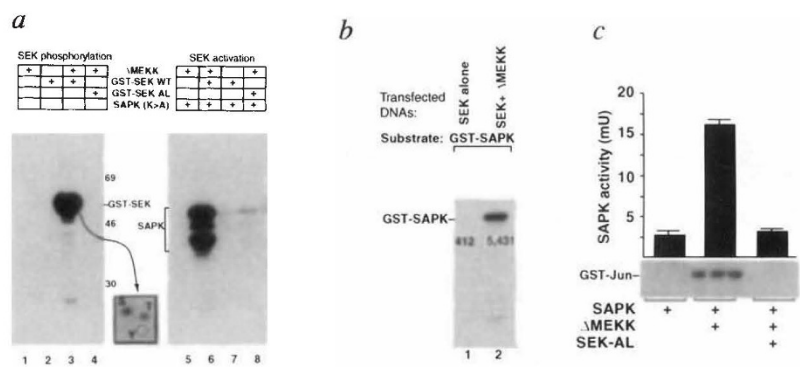 a
SEK phosphorylation
SEK activation
+ + + + + + ΔMEKK
+ + GST-SEK WT + +
+ GST-SEK AL +
SAPK (K>A) + + + +
69
GST-SEK
46
SAPK
30
S T
Y
1 2 3 4 5 6 7 8
b
Transfected DNAs:
SEK alone
SEK+ ΔMEKK
Substrate: GST-SAPK
GST-SAPK-
412 5,431
1 2
c
SAPK activity (mU)
20
15
10
5
GST-Jun-
SAPK + + +
ΔMEKK + +
SEK-AL +